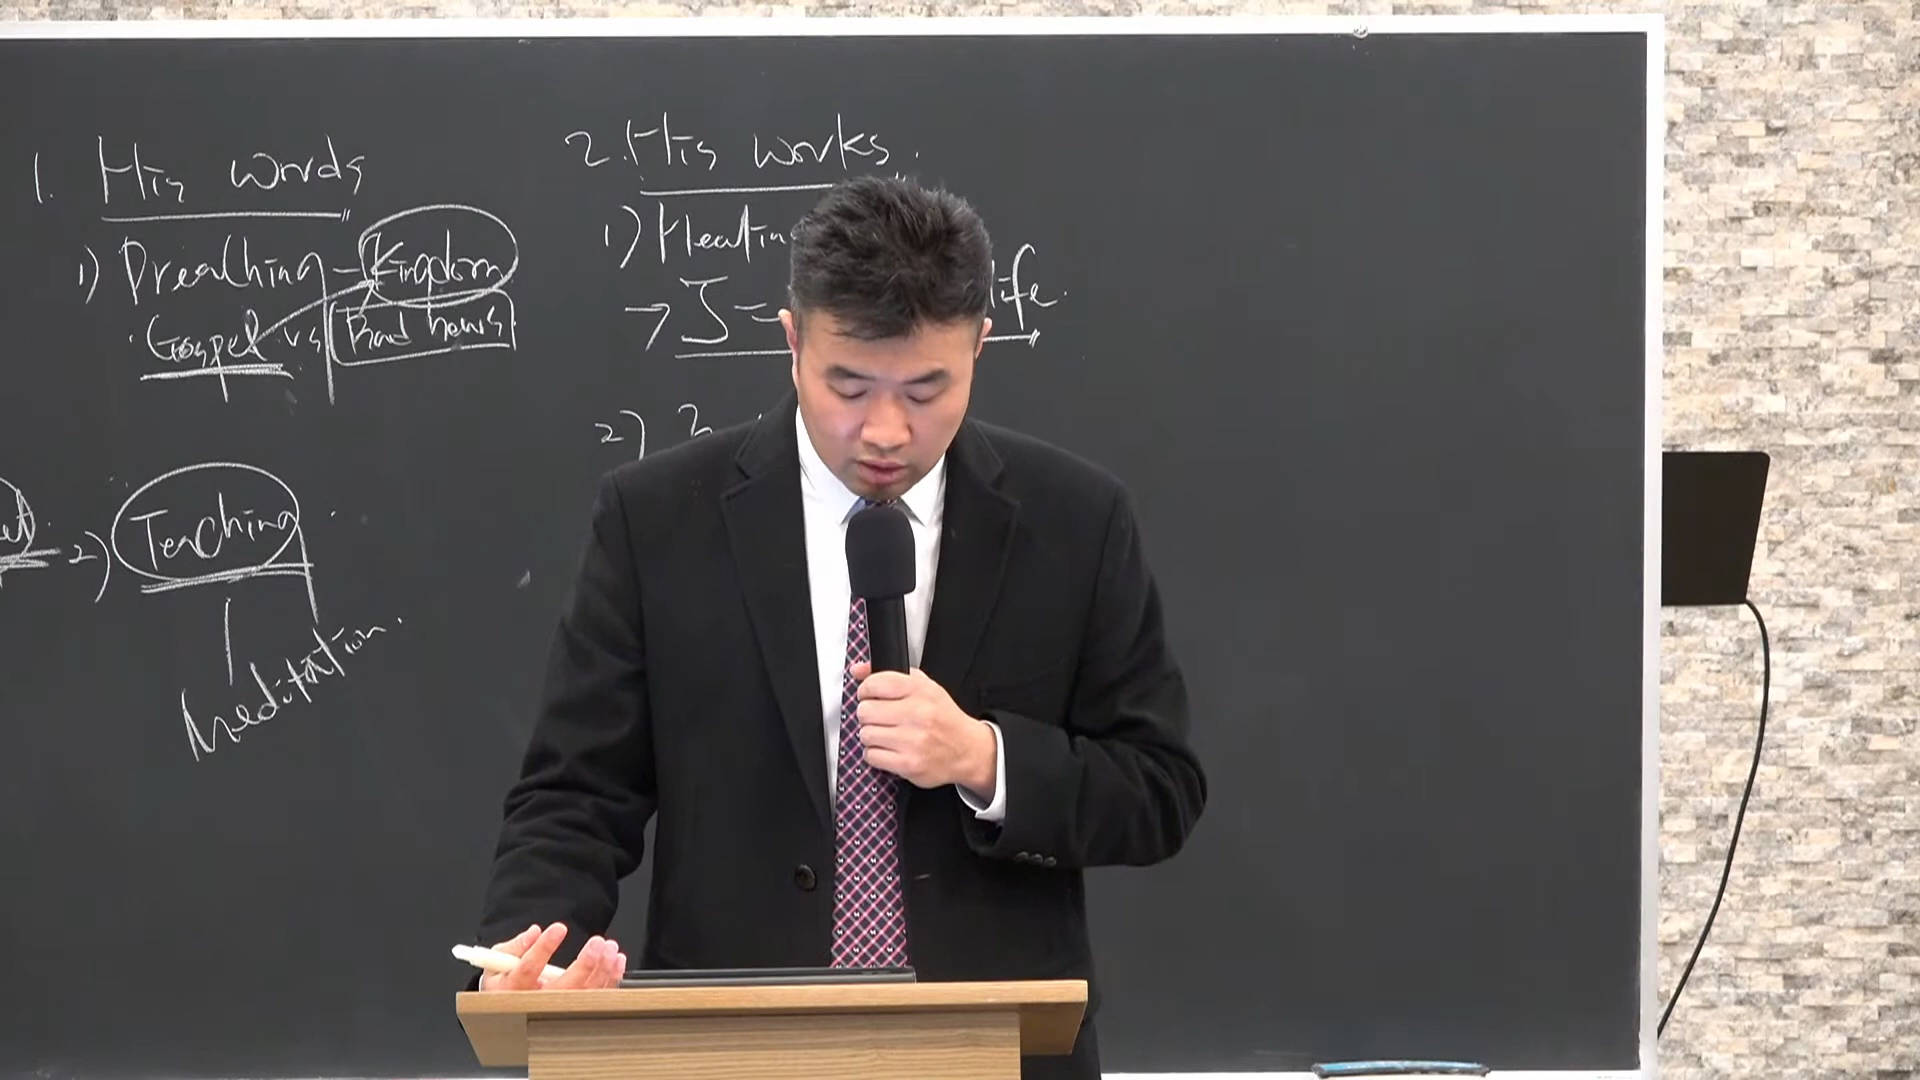 1. His words
1) Preaching - Kingdom
· Gospel vs Bad news.
2) Teaching.
Meditation.
2. His works.
1) Healin
→ J = life.
2)